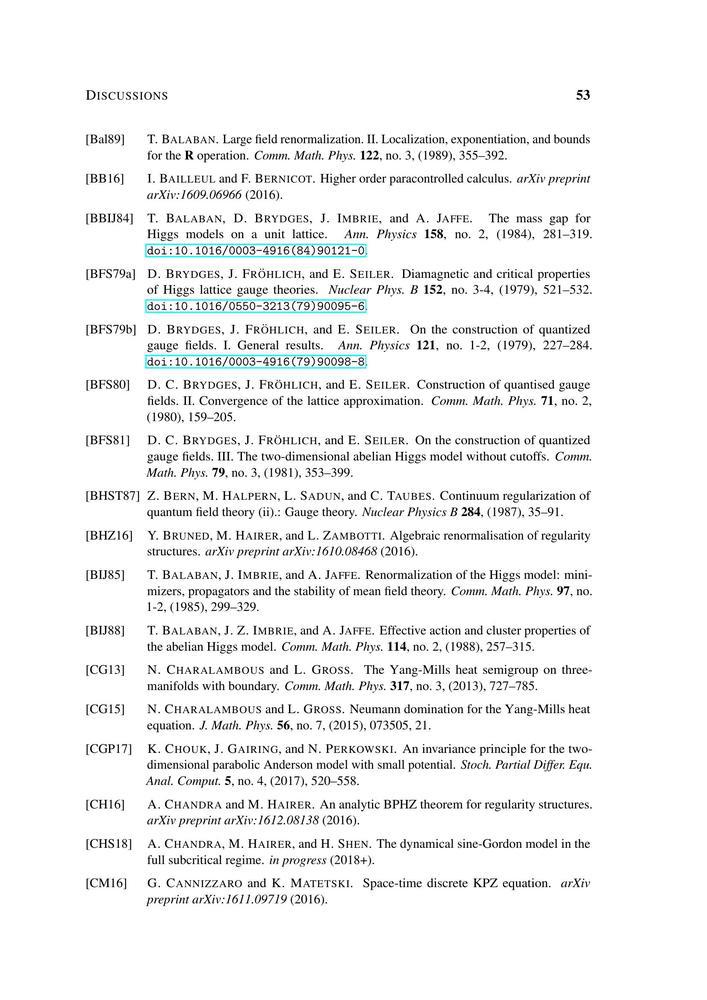 DISCUSSIONS 53
[Bal89] T. BALABAN. Large field renormalization. II. Localization, exponentiation, and bounds
for the R operation. Comm. Math. Phys. 122, no. 3, (1989), 355–392.
[BB16] I. BAILLEUL and F. BERNICOT. Higher order paracontrolled calculus. arXiv preprint
arXiv:1609.06966 (2016).
[BBIJ84] T. BALABAN, D. BRYDGES, J. IMBRIE, and A. JAFFE. The mass gap for
Higgs models on a unit lattice. Ann. Physics 158, no. 2, (1984), 281–319.
doi:10.1016/0003-4916(84)90121-0.
[BFS79a] D. BRYDGES, J. FRÖHLICH, and E. SEILER. Diamagnetic and critical properties
of Higgs lattice gauge theories. Nuclear Phys. B 152, no. 3-4, (1979), 521–532.
doi:10.1016/0550-3213(79)90095-6.
[BFS79b] D. BRYDGES, J. FRÖHLICH, and E. SEILER. On the construction of quantized
gauge fields. I. General results. Ann. Physics 121, no. 1-2, (1979), 227–284.
doi:10.1016/0003-4916(79)90098-8.
[BFS80] D. C. BRYDGES, J. FRÖHLICH, and E. SEILER. Construction of quantised gauge
fields. II. Convergence of the lattice approximation. Comm. Math. Phys. 71, no. 2,
(1980), 159–205.
[BFS81] D. C. BRYDGES, J. FRÖHLICH, and E. SEILER. On the construction of quantized
gauge fields. III. The two-dimensional abelian Higgs model without cutoffs. Comm.
Math. Phys. 79, no. 3, (1981), 353–399.
[BHST87] Z. BERN, M. HALPERN, L. SADUN, and C. TAUBES. Continuum regularization of
quantum field theory (ii).: Gauge theory. Nuclear Physics B 284, (1987), 35–91.
[BHZ16] Y. BRUNED, M. HAIRER, and L. ZAMBOTTI. Algebraic renormalisation of regularity
structures. arXiv preprint arXiv:1610.08468 (2016).
[BIJ85] T. BALABAN, J. IMBRIE, and A. JAFFE. Renormalization of the Higgs model: mini-
mizers, propagators and the stability of mean field theory. Comm. Math. Phys. 97, no.
1-2, (1985), 299–329.
[BIJ88] T. BALABAN, J. Z. IMBRIE, and A. JAFFE. Effective action and cluster properties of
the abelian Higgs model. Comm. Math. Phys. 114, no. 2, (1988), 257–315.
[CG13] N. CHARALAMBOUS and L. GROSS. The Yang-Mills heat semigroup on three-
manifolds with boundary. Comm. Math. Phys. 317, no. 3, (2013), 727–785.
[CG15] N. CHARALAMBOUS and L. GROSS. Neumann domination for the Yang-Mills heat
equation. J. Math. Phys. 56, no. 7, (2015), 073505, 21.
[CGP17] K. CHOUK, J. GAIRING, and N. PERKOWSKI. An invariance principle for the two-
dimensional parabolic Anderson model with small potential. Stoch. Partial Differ. Equ.
Anal. Comput. 5, no. 4, (2017), 520–558.
[CH16] A. CHANDRA and M. HAIRER. An analytic BPHZ theorem for regularity structures.
arXiv preprint arXiv:1612.08138 (2016).
[CHS18] A. CHANDRA, M. HAIRER, and H. SHEN. The dynamical sine-Gordon model in the
full subcritical regime. in progress (2018+).
[CM16] G. CANNIZZARO and K. MATETSKI. Space-time discrete KPZ equation. arXiv
preprint arXiv:1611.09719 (2016).